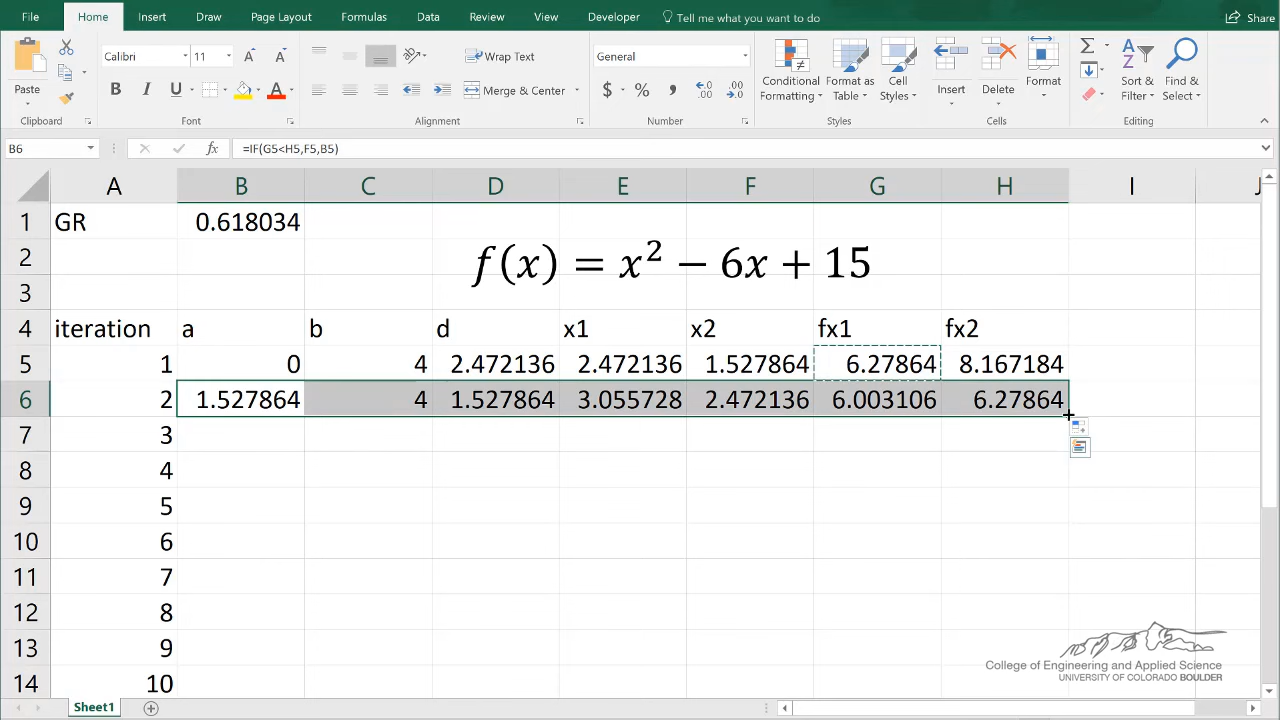 File Home Insert Draw Page Layout Formulas Data Review View Developer Tell me what you want to do Share
Calibri 11 Wrap Text General Σ
Paste B I U A Merge & Center $ % , Conditional Formatting Format as Table Cell Styles Insert Delete Format Sort & Filter Find & Select
Clipboard Font Alignment Number Styles Cells Editing
B6 fx =IF(G5<H5,F5,B5)
A B C D E F G H I J
1 GR 0.618034
2 f(x) = x² − 6x + 15
3
4 iteration a b d x1 x2 fx1 fx2
5 1 0 4 2.472136 2.472136 1.527864 6.27864 8.167184
6 2 1.527864 4 1.527864 3.055728 2.472136 6.003106 6.27864
7 3
8 4
9 5
10 6
11 7
12 8
13 9
14 10
College of Engineering and Applied Science
UNIVERSITY OF COLORADO BOULDER
Sheet1